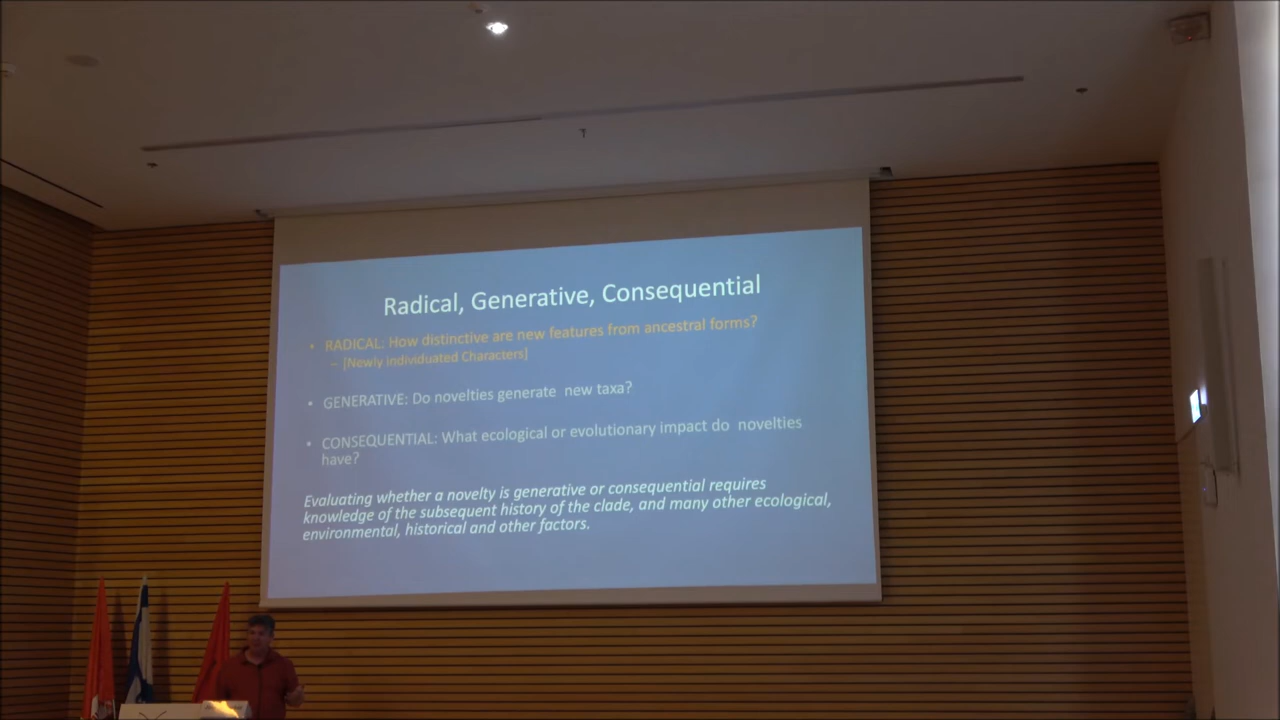 Radical, Generative, Consequential
• RADICAL: How distinctive are new features from ancestral forms?
– [Newly Individuated Characters]
• GENERATIVE: Do novelties generate new taxa?
• CONSEQUENTIAL: What ecological or evolutionary impact do novelties
have?
Evaluating whether a novelty is generative or consequential requires
knowledge of the subsequent history of the clade, and many other ecological,
environmental, historical and other factors.